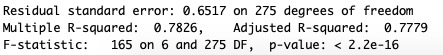 Residual standard error: 0.6517 on 275 degrees of freedom
Multiple R-squared:  0.7826,    Adjusted R-squared:  0.7779
F-statistic:   165 on 6 and 275 DF,  p-value: < 2.2e-16